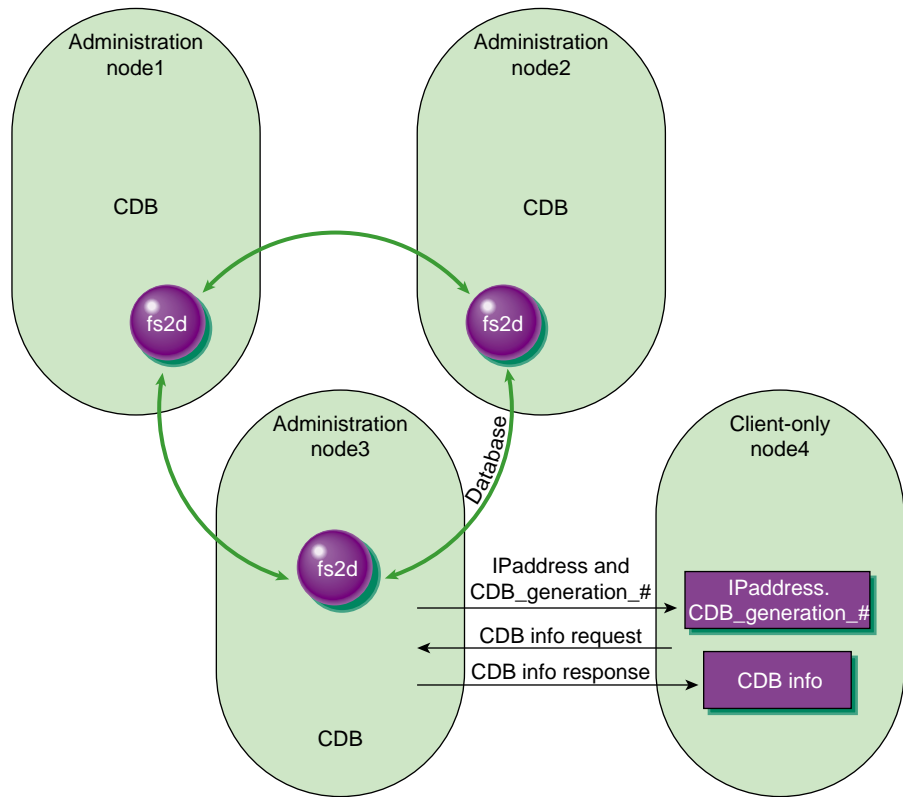 Administration
node1
CDB
fs2d
Administration
node2
CDB
fs2d
Administration
node3
fs2d
CDB
Database
IPaddress and
CDB_generation_#
CDB info request
CDB info response
Client-only
node4
IPaddress.
CDB_generation_#
CDB info